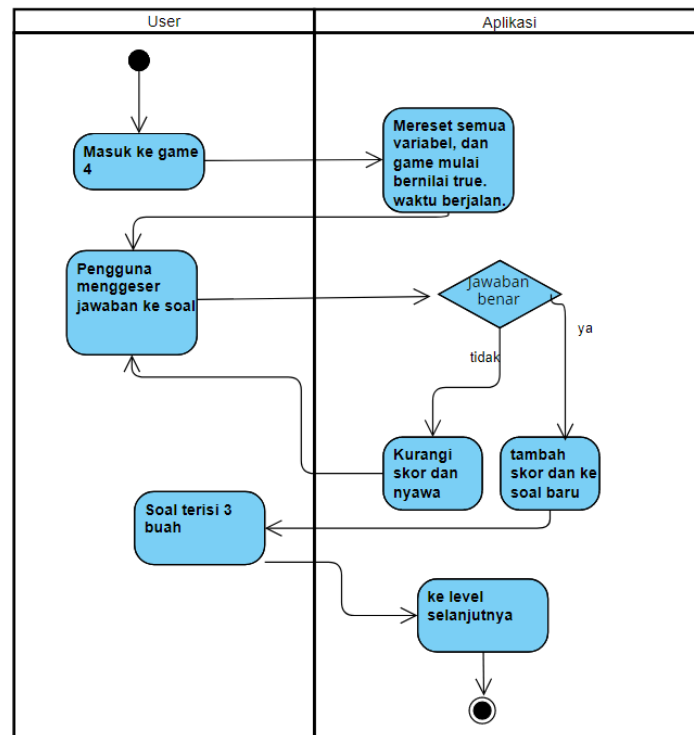 User
Aplikasi
Masuk ke game
4
Mereset semua
variabel, dan
game mulai
bernilai true.
waktu berjalan.
Pengguna
menggeser
jawaban ke soal
Jawaban
benar
tidak
ya
Kurangi
skor dan
nyawa
tambah
skor dan ke
soal baru
Soal terisi 3
buah
ke level
selanjutnya